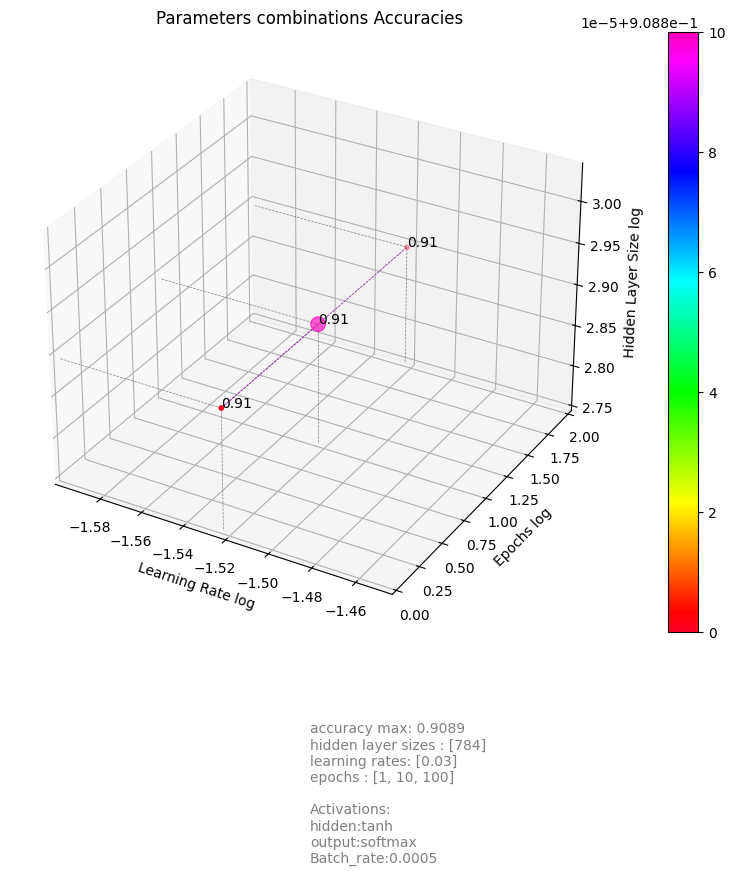 Parameters combinations Accuracies
1e-5+9.088e-1
10
8
6
4
2
0
3.00
2.95
2.90
2.85
2.80
2.75
Hidden Layer Size log
0.91
0.91
0.91
2.00
1.75
1.50
1.25
1.00
0.75
0.50
0.25
0.00
Epochs log
−1.58
−1.56
−1.54
−1.52
−1.50
−1.48
−1.46
Learning Rate log
accuracy max: 0.9089
hidden layer sizes : [784]
learning rates: [0.03]
epochs : [1, 10, 100]
Activations:
hidden:tanh
output:softmax
Batch_rate:0.0005